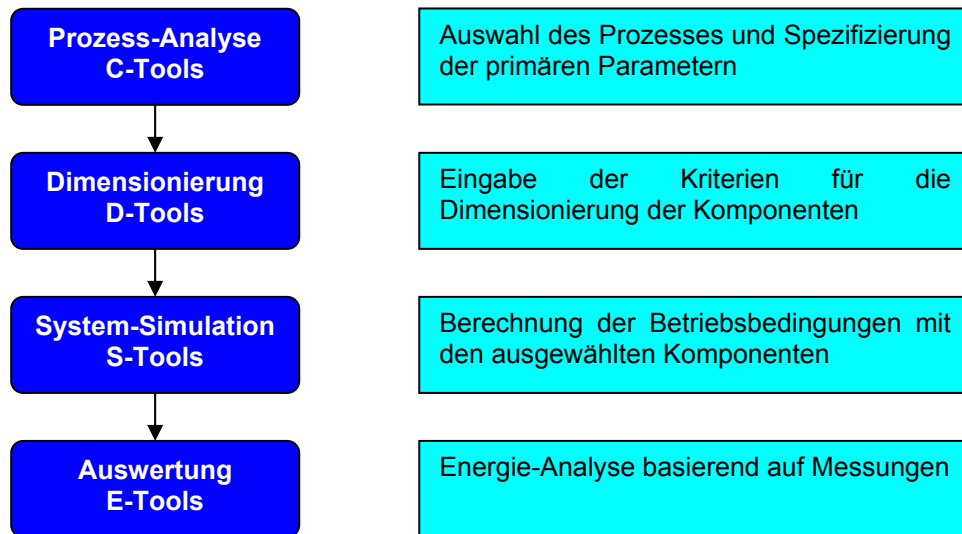 Prozess-Analyse
C-Tools
Auswahl des Prozesses und Spezifizierung
der primären Parametern
Dimensionierung
D-Tools
Eingabe der Kriterien für die
Dimensionierung der Komponenten
System-Simulation
S-Tools
Berechnung der Betriebsbedingungen mit
den ausgewählten Komponenten
Auswertung
E-Tools
Energie-Analyse basierend auf Messungen